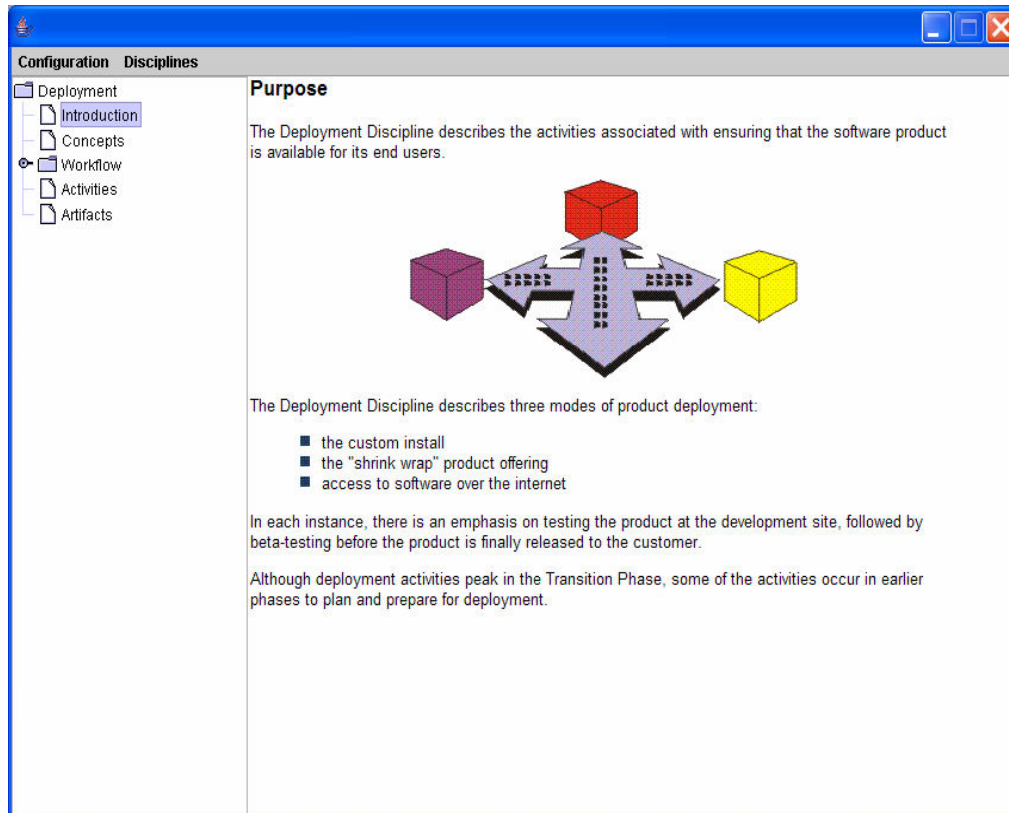 Configuration Disciplines
Deployment
Introduction
Concepts
Workflow
Activities
Artifacts
Purpose
The Deployment Discipline describes the activities associated with ensuring that the software product
is available for its end users.
The Deployment Discipline describes three modes of product deployment:
the custom install
the "shrink wrap" product offering
access to software over the internet
In each instance, there is an emphasis on testing the product at the development site, followed by
beta-testing before the product is finally released to the customer.
Although deployment activities peak in the Transition Phase, some of the activities occur in earlier
phases to plan and prepare for deployment.